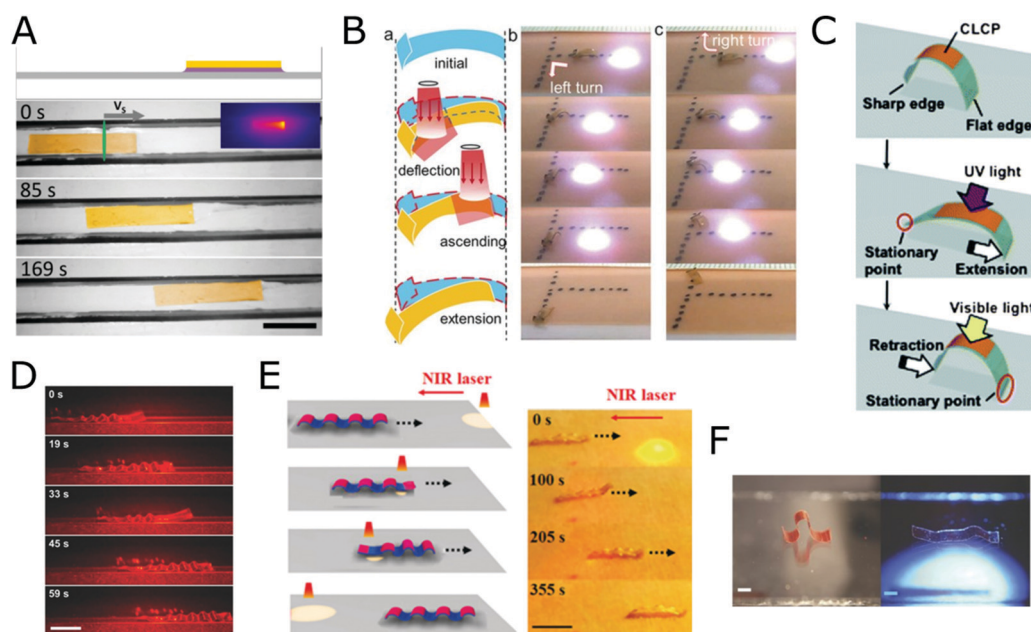 A
0 s
Vs
85 s
169 s
B
a
initial
deflection
ascending
extension
b
left turn
c
right turn
C
CLCP
Sharp edge
Flat edge
UV light
Stationary
point
Extension
Visible light
Retraction
Stationary point
D
0 s
19 s
33 s
45 s
59 s
E
NIR laser
NIR laser
0 s
100 s
205 s
355 s
F